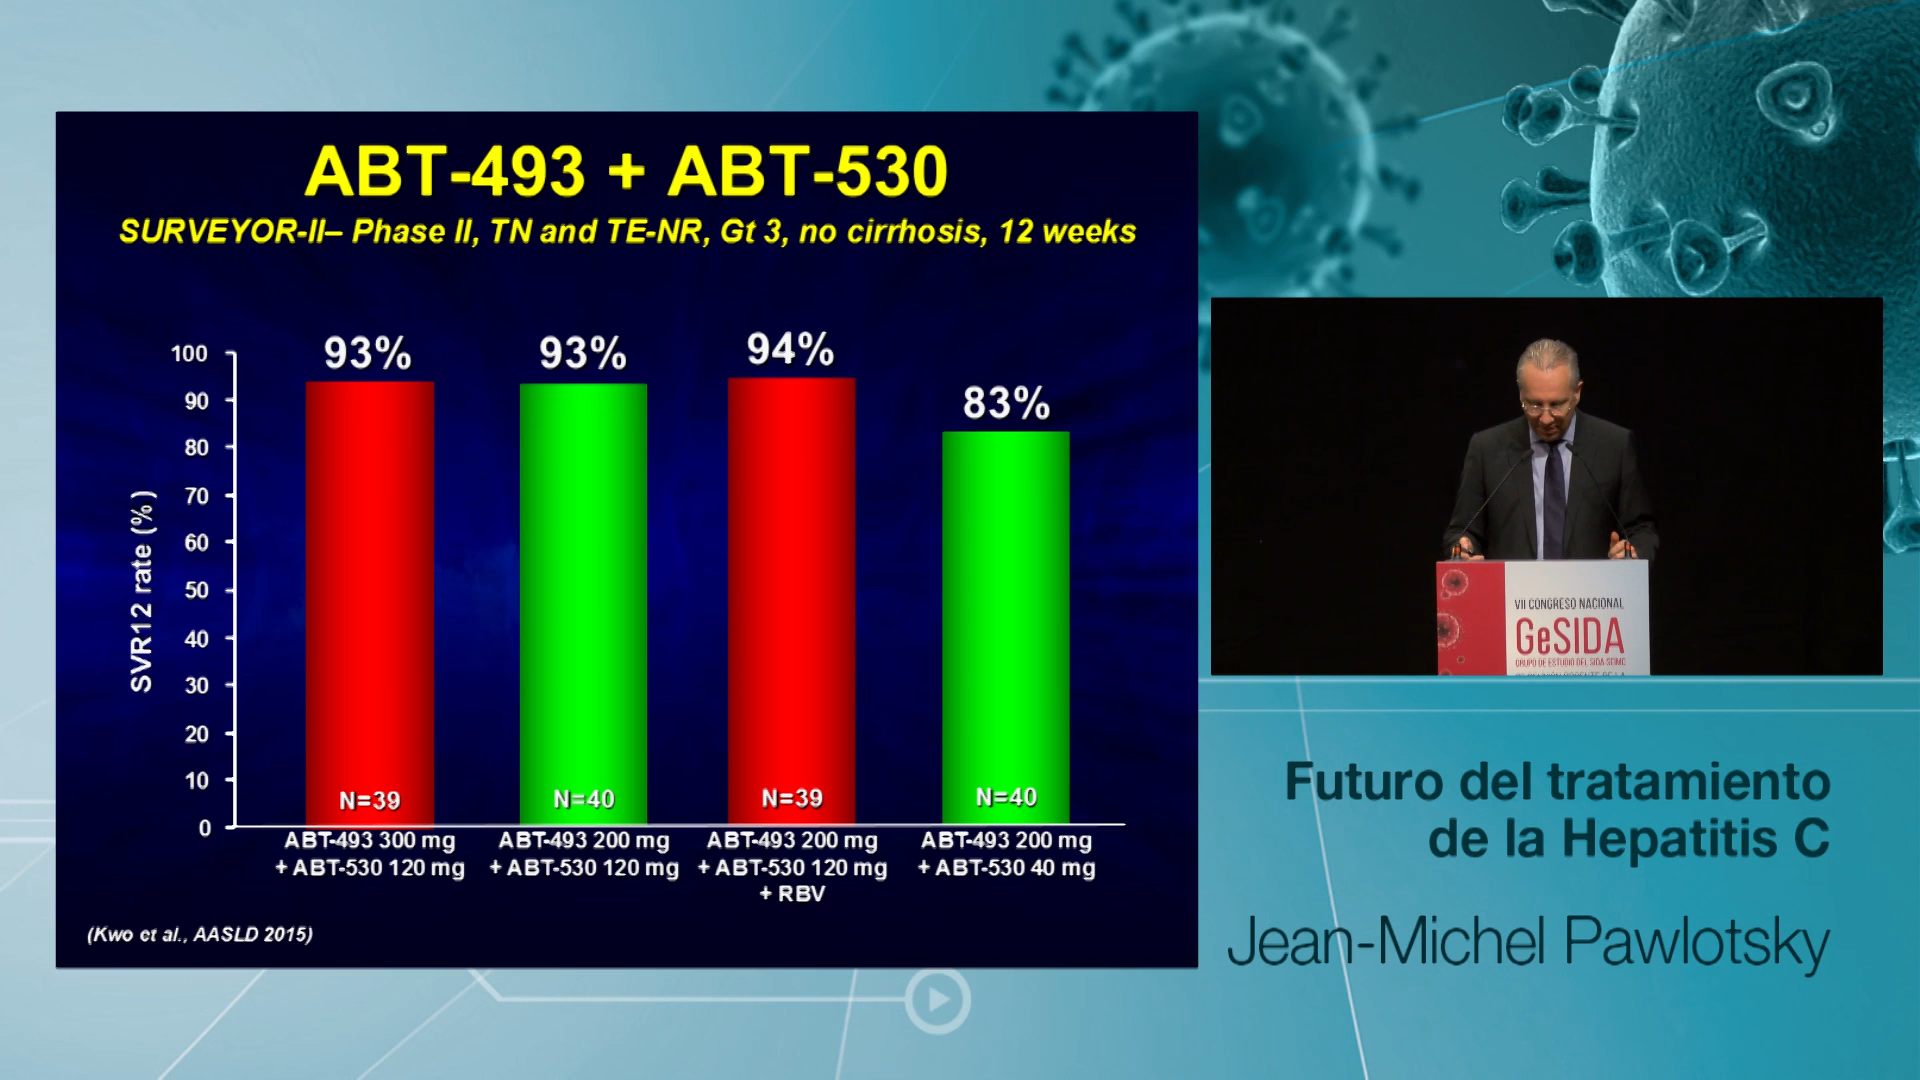 ABT-493 + ABT-530
SURVEYOR-II– Phase II, TN and TE-NR, Gt 3, no cirrhosis, 12 weeks
SVR12 rate (%)
100
90
80
70
60
50
40
30
20
10
0
93%
93%
94%
83%
N=39
N=40
N=39
N=40
ABT-493 300 mg
+ ABT-530 120 mg
ABT-493 200 mg
+ ABT-530 120 mg
ABT-493 200 mg
+ ABT-530 120 mg
+ RBV
ABT-493 200 mg
+ ABT-530 40 mg
(Kwo et al., AASLD 2015)
VII CONGRESO NACIONAL
GeSIDA
GRUPO DE ESTUDIO DEL SIDA-SEIMC
Futuro del tratamiento
de la Hepatitis C
Jean-Michel Pawlotsky